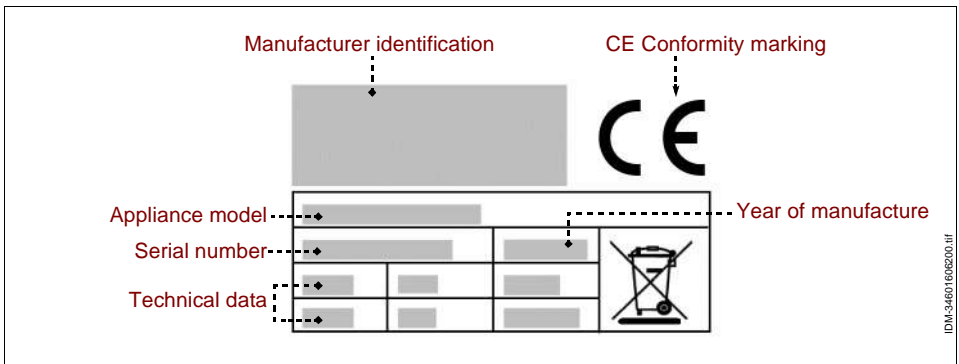 Manufacturer identification
CE Conformity marking
CE
Appliance model
Year of manufacture
Serial number
Technical data
IDM-34601606200.tif